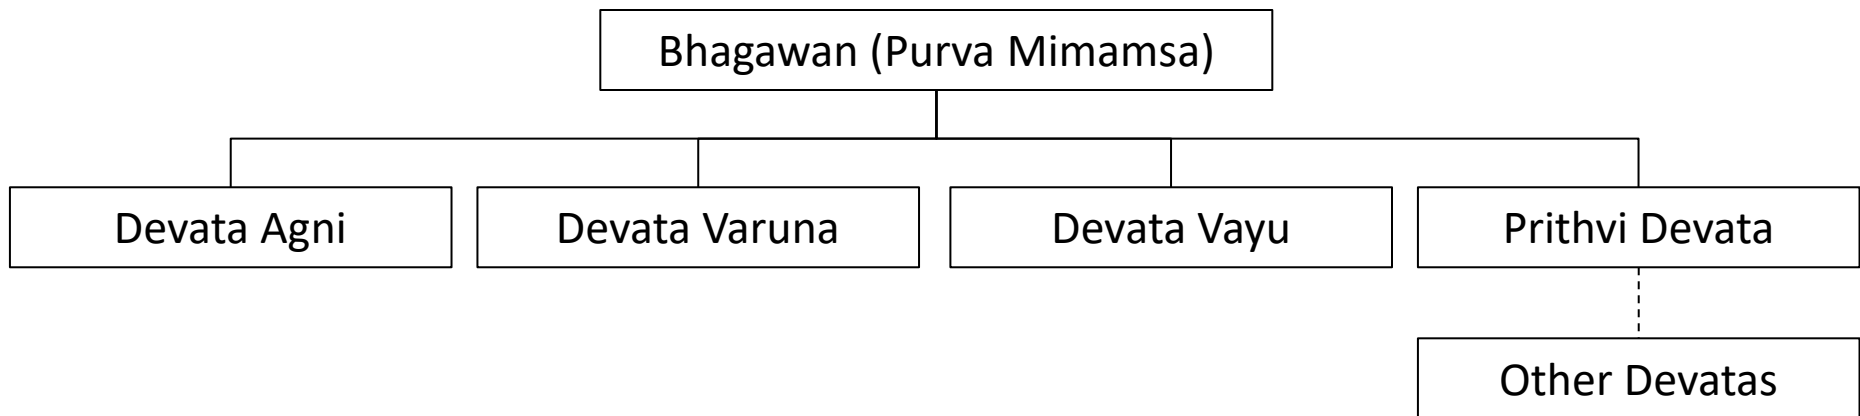 Bhagawan (Purva Mimamsa)
Devata Agni
Devata Varuna
Devata Vayu
Prithvi Devata
Other Devatas